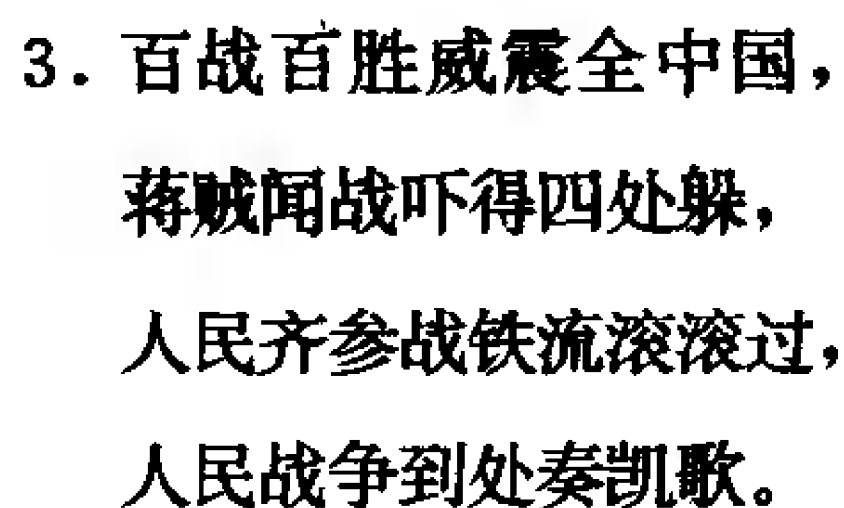 3. 百战百胜威震全中国，
蒋贼闻战吓得四处躲，
人民齐参战铁流滚滚过，
人民战争到处奏凯歌。